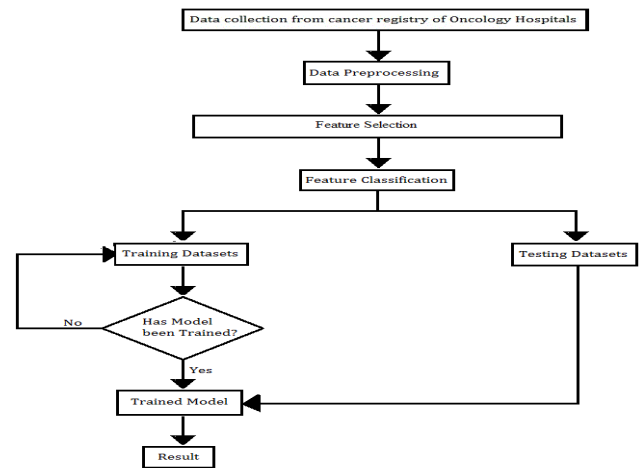 Data collection from cancer registry of Oncology Hospitals
Data Preprocessing
Feature Selection
Feature Classification
Training Datasets
Testing Datasets
No
Has Model
been Trained?
Yes
Trained Model
Result